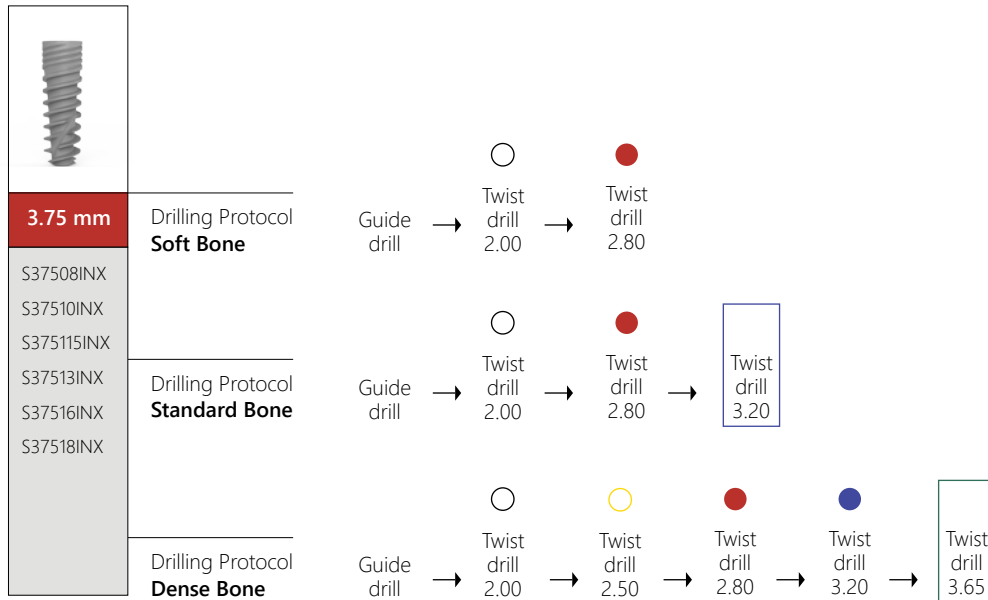 3.75 mm
S37508INX
S37510INX
S375115INX
S37513INX
S37516INX
S37518INX
Drilling Protocol
Soft Bone
Guide
drill
Twist
drill
2.00
Twist
drill
2.80
Drilling Protocol
Standard Bone
Guide
drill
Twist
drill
2.00
Twist
drill
2.80
Twist
drill
3.20
Drilling Protocol
Dense Bone
Guide
drill
Twist
drill
2.00
Twist
drill
2.50
Twist
drill
2.80
Twist
drill
3.20
Twist
drill
3.65